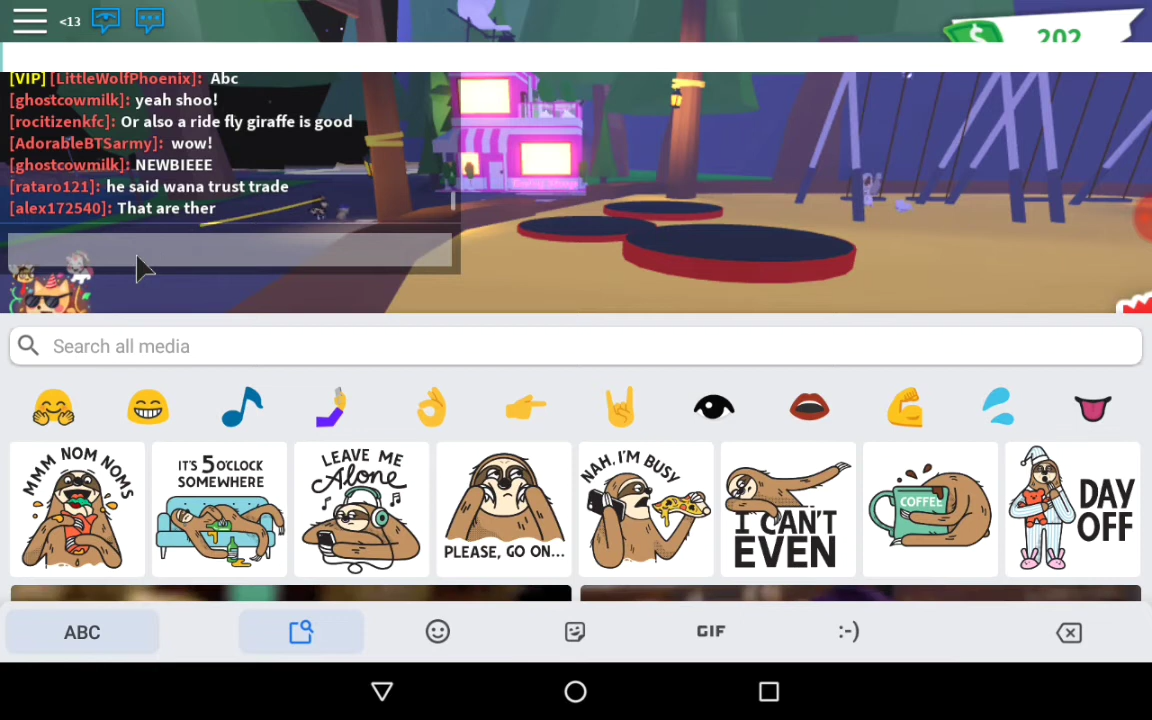 <13
202
[VIP] [LittleWolfPhoenix]: Abc
[ghostcowmilk]: yeah shoo!
[rocitizenkfc]: Or also a ride fly giraffe is good
[AdorableBTSarmy]: wow!
[ghostcowmilk]: NEWBIEEE
[rataro121]: he said wana trust trade
[alex172540]: That are ther
Search all media
MMM NOM NOMS
IT'S 5 O'CLOCK
SOMEWHERE
LEAVE ME
Alone
PLEASE, GO ON...
NAH, I'M BUSY
I CAN'T
EVEN
COFFEE
DAY
OFF
ABC
GIF
:-)